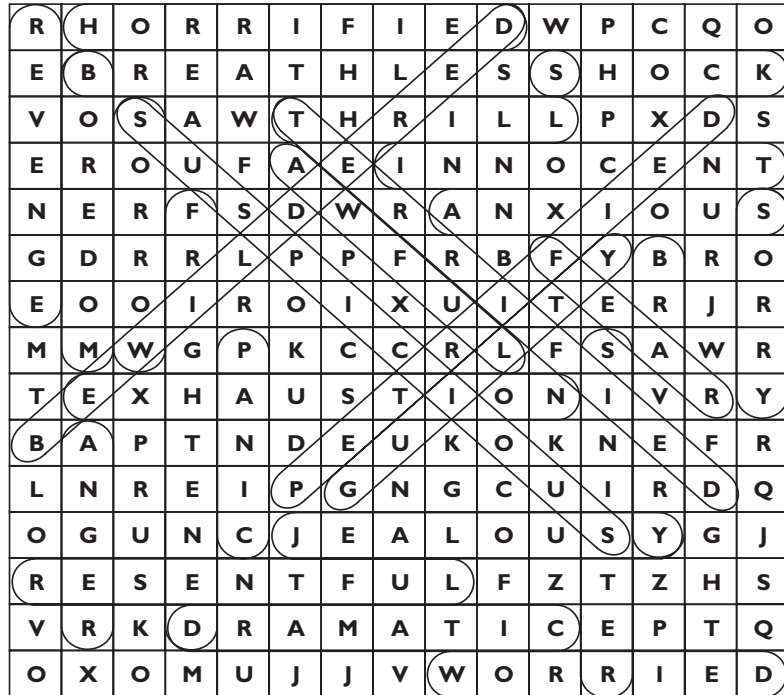 R H O R R I F I E D W P C Q O
E B R E A T H L E S S H O C K
V O S A W T H R I L L P X D S
E R O U F A E I N N O C E N T
N E R F S D W R A N X I O U S
G D R R L P P F R B F Y B R O
E O O I R O I X U I T E R J R
M M W G P K C C R L F S A W R
T E X H A U S T I O N I V R Y
B A P T N D E U K O K N E F R
L N R E I P G N G C U I R D Q
O G U N C J E A L O U S Y G J
R E S E N T F U L F Z T Z H S
V R K D R A M A T I C E P T Q
O X O M U J J V W O R R I E D